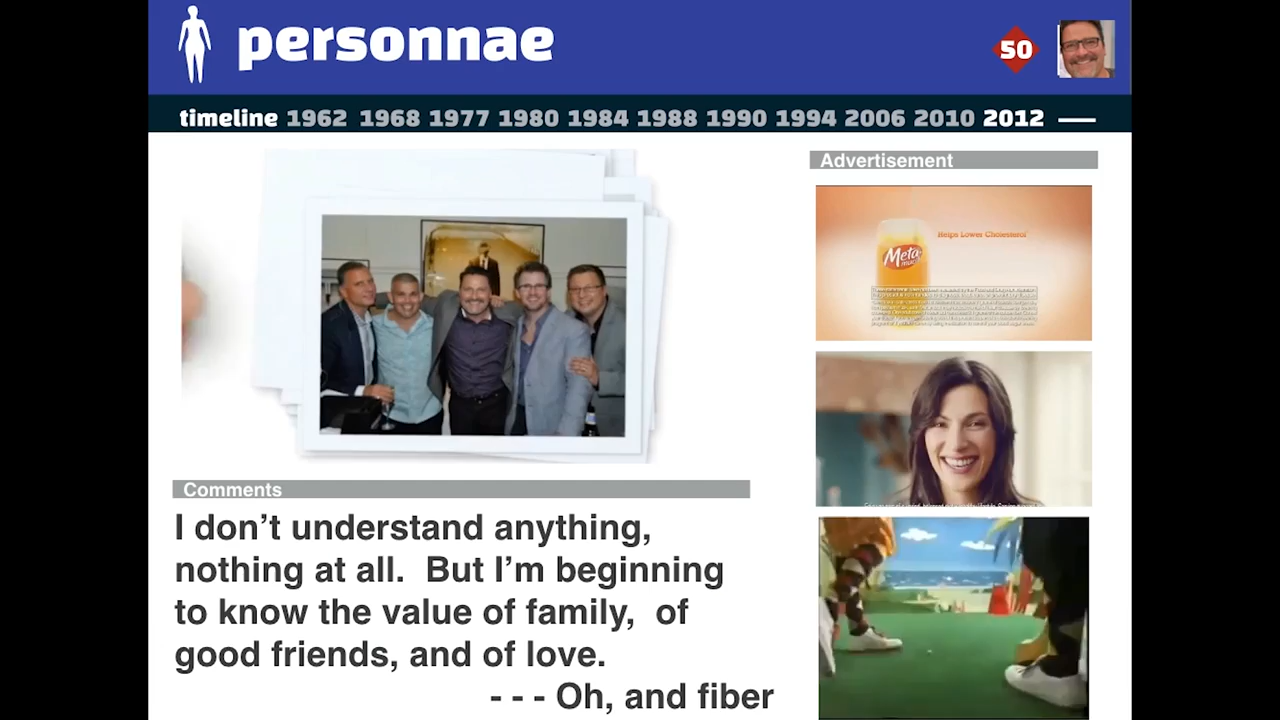 personnae
50
timeline 1962 1968 1977 1980 1984 1988 1990 1994 2006 2010 2012
Advertisement
Helps Lower Cholesterol*
Meta
Comments
I don’t understand anything,
nothing at all. But I’m beginning
to know the value of family, of
good friends, and of love.
- - - Oh, and fiber